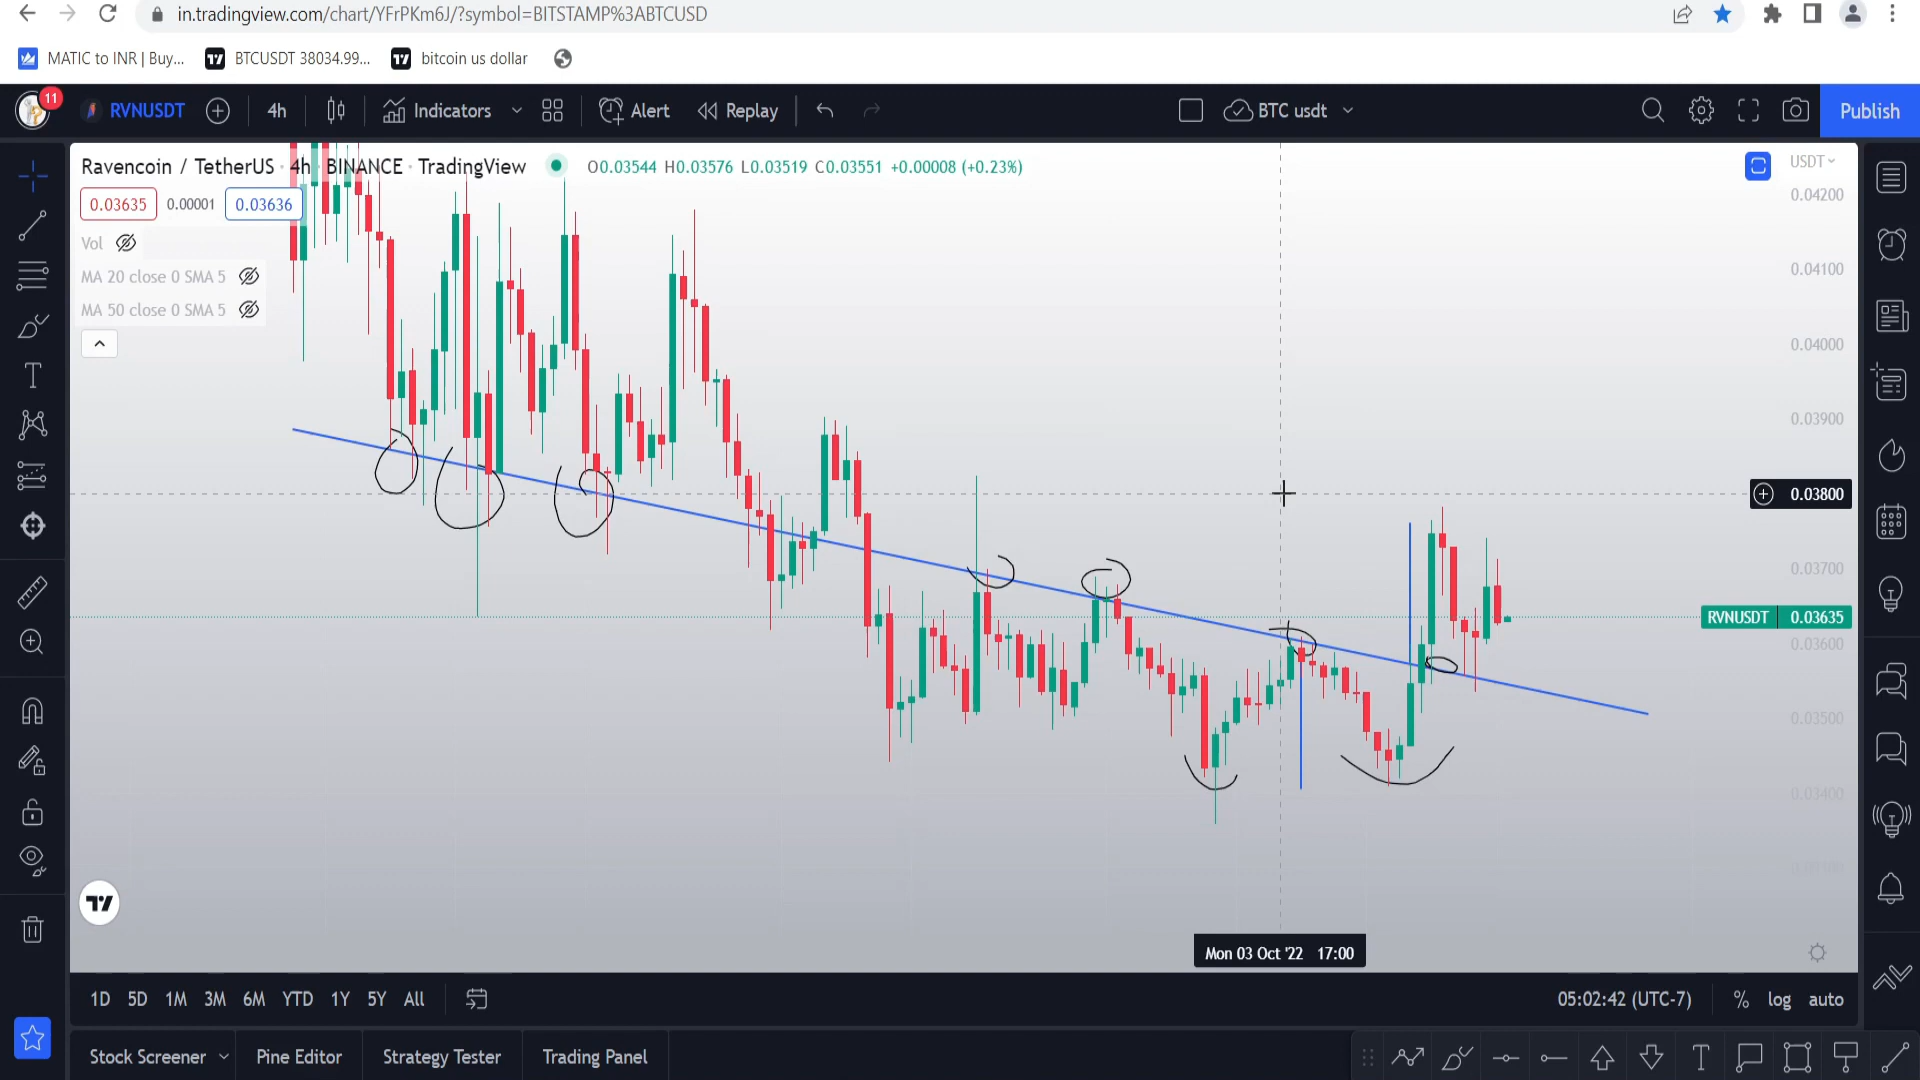 in.tradingview.com/chart/YFrPKm6J/?symbol=BITSTAMP%3ABTCUSD
MATIC to INR | Buy... BTCUSDT 38034.99... bitcoin us dollar
11 RVNUSDT 4h Indicators Alert Replay BTC usdt Publish
Ravencoin / TetherUS · 4h · BINANCE · TradingView O0.03544 H0.03576 L0.03519 C0.03551 +0.00008 (+0.23%) USDT
0.03635 0.00001 0.03636
0.04200
Vol
MA 20 close 0 SMA 5
0.04100
MA 50 close 0 SMA 5
0.04000
0.03900
0.03800
0.03700
RVNUSDT 0.03635
0.03600
0.03500
0.03400
Mon 03 Oct '22 17:00
1D 5D 1M 3M 6M YTD 1Y 5Y All 05:02:42 (UTC-7) % log auto
Stock Screener Pine Editor Strategy Tester Trading Panel